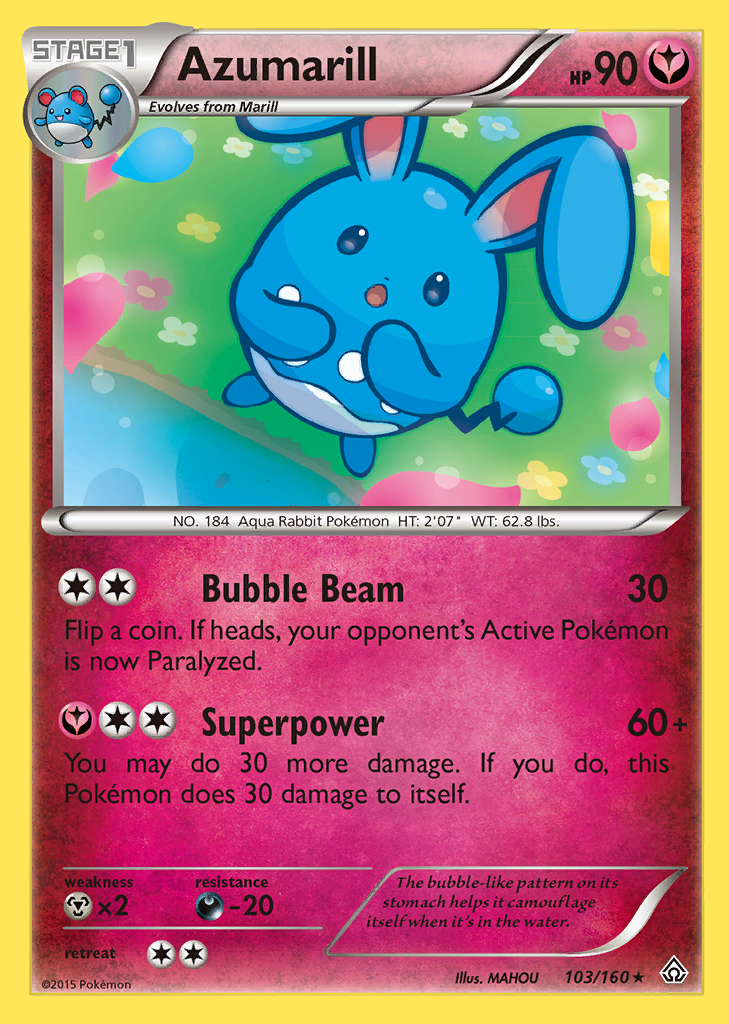 STAGE1
Azumarill
HP 90
Evolves from Marill
NO. 184 Aqua Rabbit Pokémon HT: 2'07" WT: 62.8 lbs.
Bubble Beam 30
Flip a coin. If heads, your opponent's Active Pokémon
is now Paralyzed.
Superpower 60+
You may do 30 more damage. If you do, this
Pokémon does 30 damage to itself.
weakness resistance
×2 -20
The bubble-like pattern on its
stomach helps it camouflage
itself when it's in the water.
retreat
©2015 Pokémon
Illus. MAHOU 103/160 ★